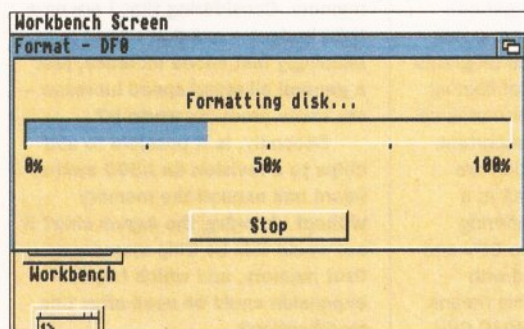 Workbench Screen
Format - DF0
Formatting disk...
0% 50% 100%
Stop
Workbench